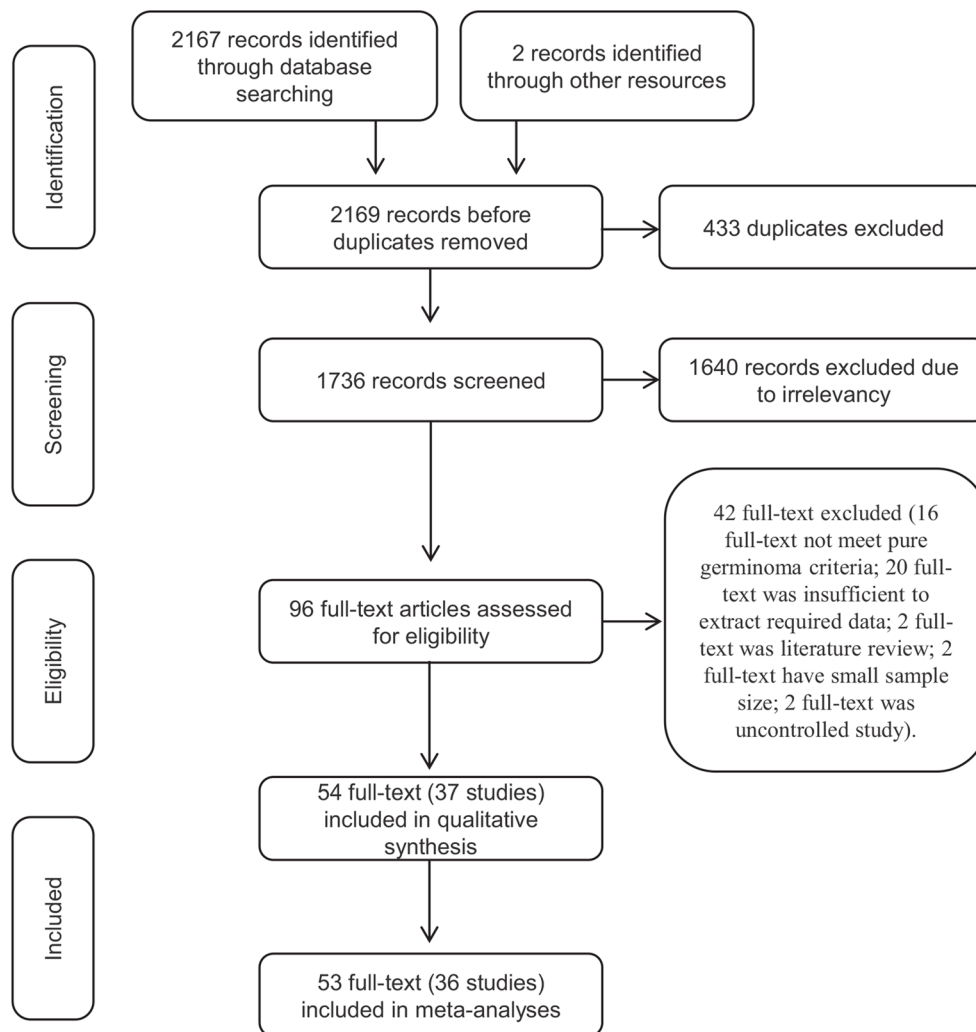 2167 records identified
through database
searching
2 records identified
through other resources
Identification
2169 records before
duplicates removed
433 duplicates excluded
Screening
1736 records screened
1640 records excluded due
to irrelevancy
Eligibility
96 full-text articles assessed
for eligibility
42 full-text excluded (16
full-text not meet pure
germinoma criteria; 20 full-
text was insufficient to
extract required data; 2 full-
text was literature review; 2
full-text have small sample
size; 2 full-text was
uncontrolled study).
54 full-text (37 studies)
included in qualitative
synthesis
Included
53 full-text (36 studies)
included in meta-analyses